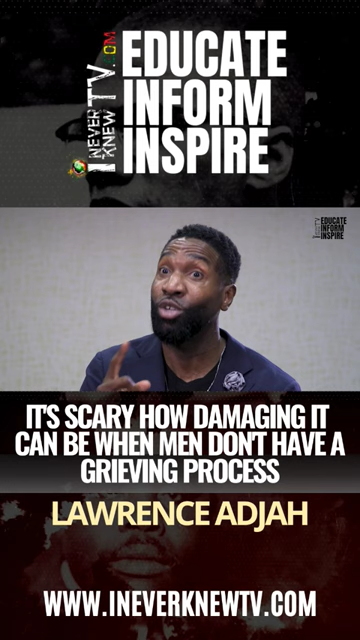 I NEVER KNEW TV .COM
EDUCATE
INFORM
INSPIRE
EDUCATE
INFORM
INSPIRE
IT'S SCARY HOW DAMAGING IT
CAN BE WHEN MEN DON'T HAVE A
GRIEVING PROCESS
LAWRENCE ADJAH
WWW.INEVERKNEWTV.COM